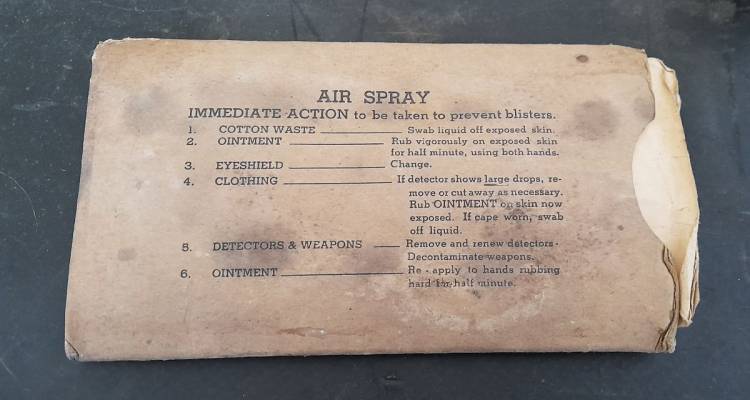 AIR SPRAY
IMMEDIATE ACTION to be taken to prevent blisters.
1. COTTON WASTE Swab liquid off exposed skin.
2. OINTMENT Rub vigorously on exposed skin
for half minute, using both hands.
3. EYESHIELD Change.
4. CLOTHING If detector shows large drops, re-
move or cut away as necessary.
Rub OINTMENT on skin now
exposed. If cape worn, swab
off liquid.
5. DETECTORS & WEAPONS Remove and renew detectors.
Decontaminate weapons.
6. OINTMENT Re-apply to hands rubbing
hard for half minute.